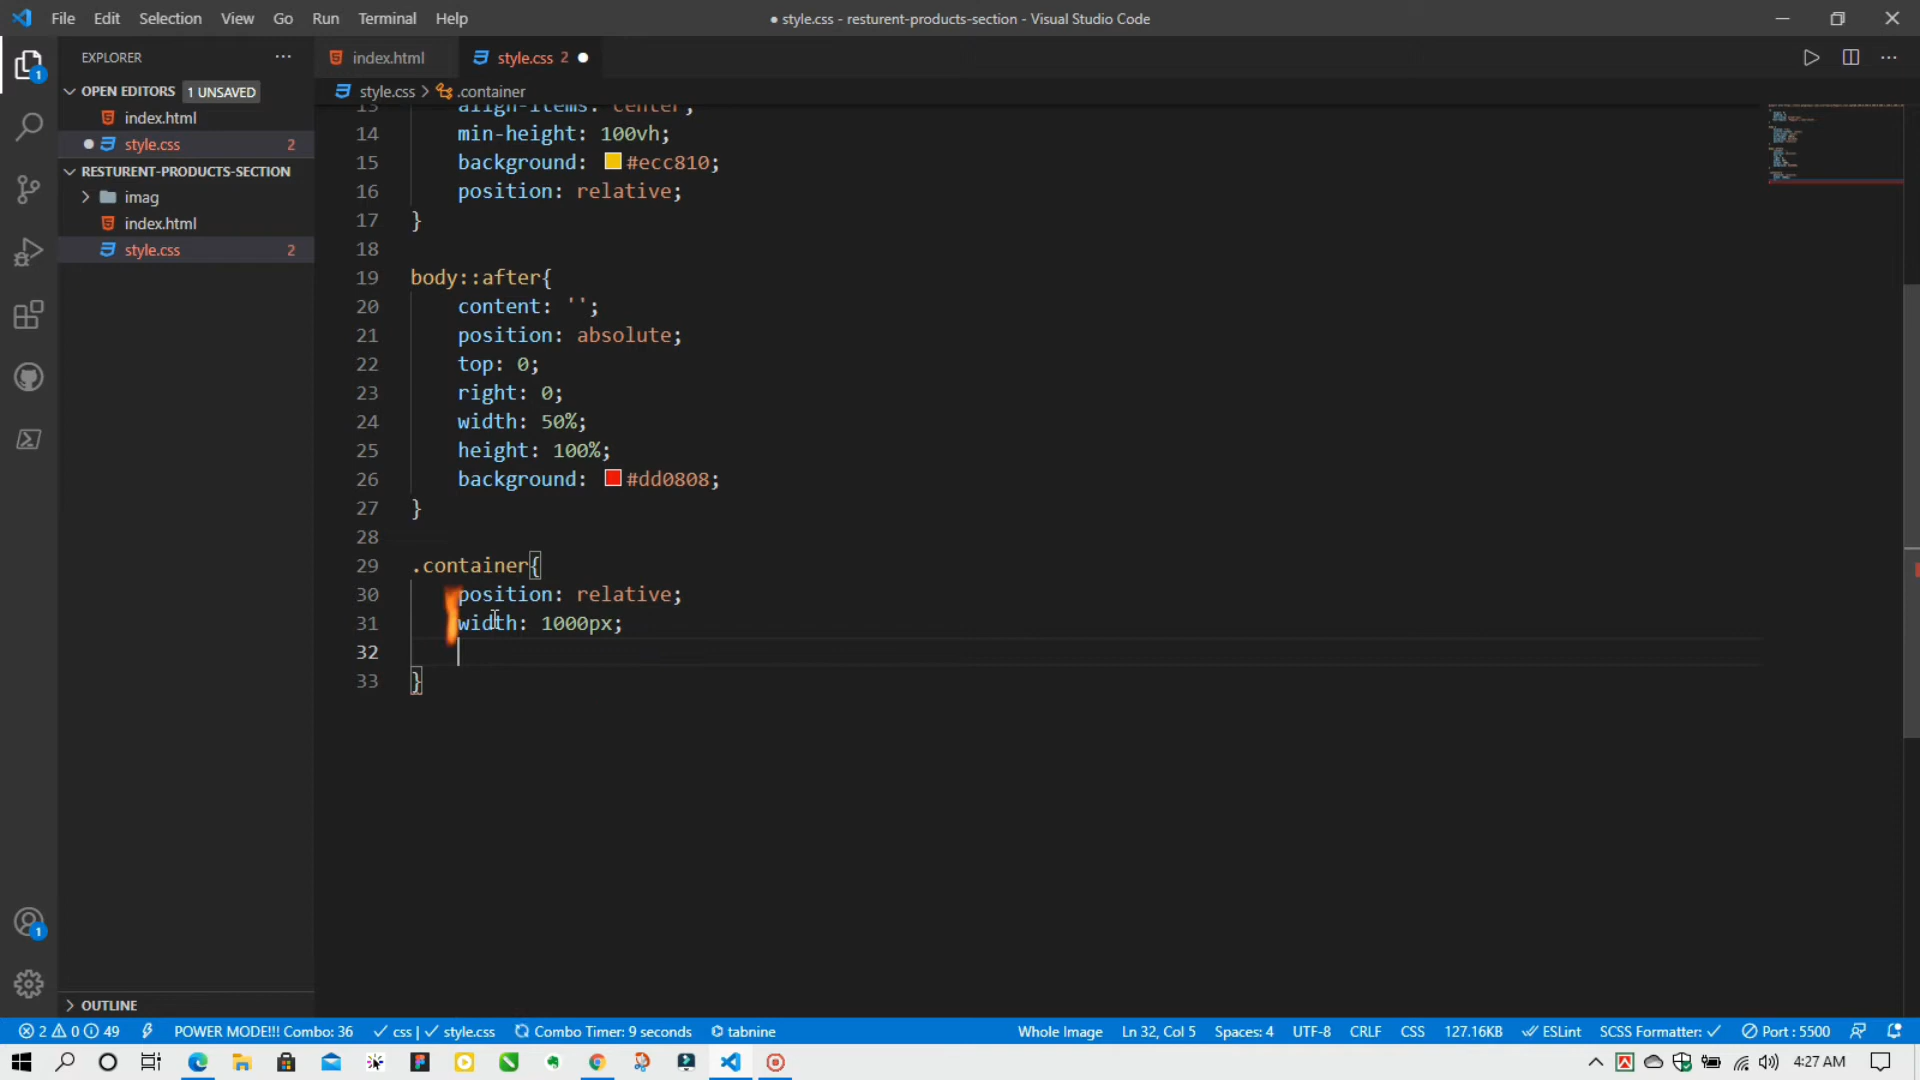 File Edit Selection View Go Run Terminal Help
● style.css - resturent-products-section - Visual Studio Code
EXPLORER
index.html
style.css 2
OPEN EDITORS 1 UNSAVED
style.css > .container
index.html
style.css 2
RESTURENT-PRODUCTS-SECTION
imag
index.html
style.css 2
13 align-items: center;
14 min-height: 100vh;
15 background: #ecc810;
16 position: relative;
17 }
18
19 body::after{
20 content: '';
21 position: absolute;
22 top: 0;
23 right: 0;
24 width: 50%;
25 height: 100%;
26 background: #dd0808;
27 }
28
29 .container{
30 position: relative;
31 width: 1000px;
32
33 }
1
1
OUTLINE
2 0 49 POWER MODE!!! Combo: 36 ✓ css | ✓ style.css Combo Timer: 9 seconds tabnine Whole Image Ln 32, Col 5 Spaces: 4 UTF-8 CRLF CSS 127.16KB ESLint SCSS Formatter: ✓ Port : 5500
4:27 AM